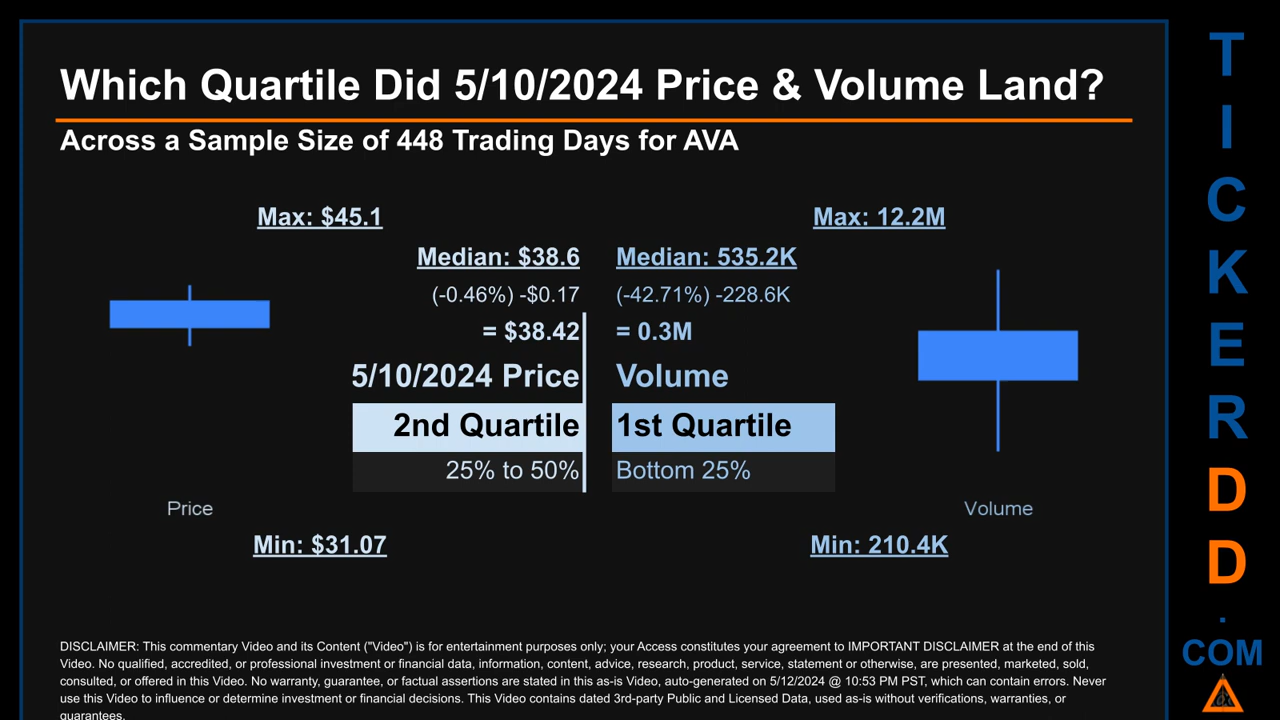 Which Quartile Did 5/10/2024 Price & Volume Land?
Across a Sample Size of 448 Trading Days for AVA
Max: $45.1
Max: 12.2M
Median: $38.6
Median: 535.2K
(-0.46%) -$0.17
(-42.71%) -228.6K
= $38.42
= 0.3M
5/10/2024 Price
Volume
2nd Quartile
1st Quartile
25% to 50%
Bottom 25%
Price
Volume
Min: $31.07
Min: 210.4K
DISCLAIMER: This commentary Video and its Content ("Video") is for entertainment purposes only; your Access constitutes your agreement to IMPORTANT DISCLAIMER at the end of this
Video. No qualified, accredited, or professional investment or financial data, information, content, advice, research, product, service, statement or otherwise, are presented, marketed, sold,
consulted, or offered in this Video. No warranty, guarantee, or factual assertions are stated in this as-is Video, auto-generated on 5/12/2024 @ 10:53 PM PST, which can contain errors. Never
use this Video to influence or determine investment or financial decisions. This Video contains dated 3rd-party Public and Licensed Data, used as-is without verifications, warranties, or
guarantees.
T
I
C
K
E
R
D
D
.
COM